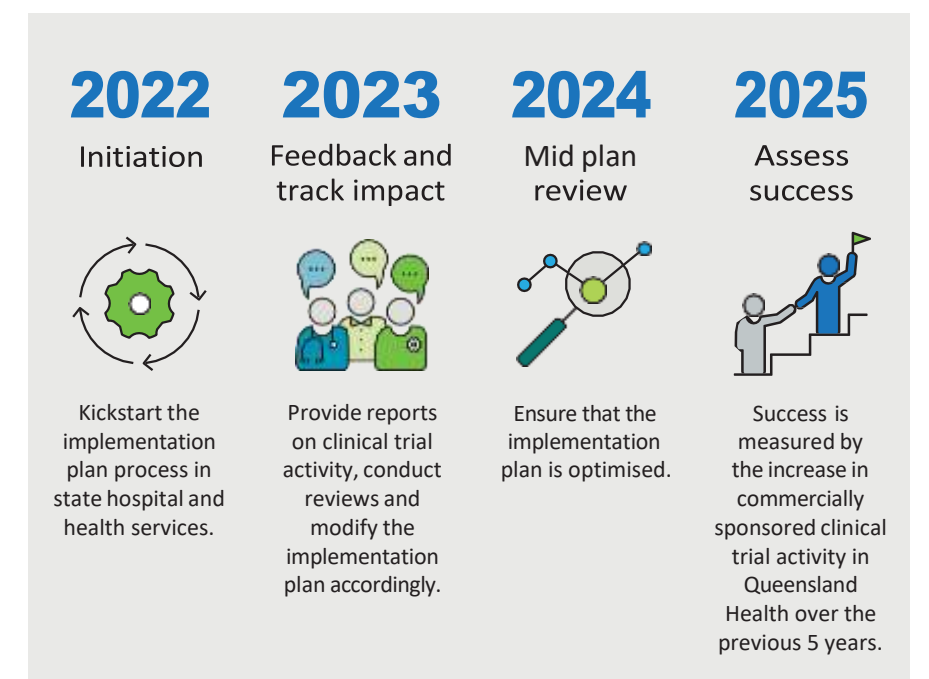 2022
Initiation
Kickstart the
implementation
plan process in
state hospital and
health services.
2023
Feedback and
track impact
Provide reports
on clinical trial
activity, conduct
reviews and
modify the
implementation
plan accordingly.
2024
Mid plan
review
Ensure that the
implementation
plan is optimised.
2025
Assess
success
Success is
measured by
the increase in
commercially
sponsored clinical
trial activity in
Queensland
Health over the
previous 5 years.